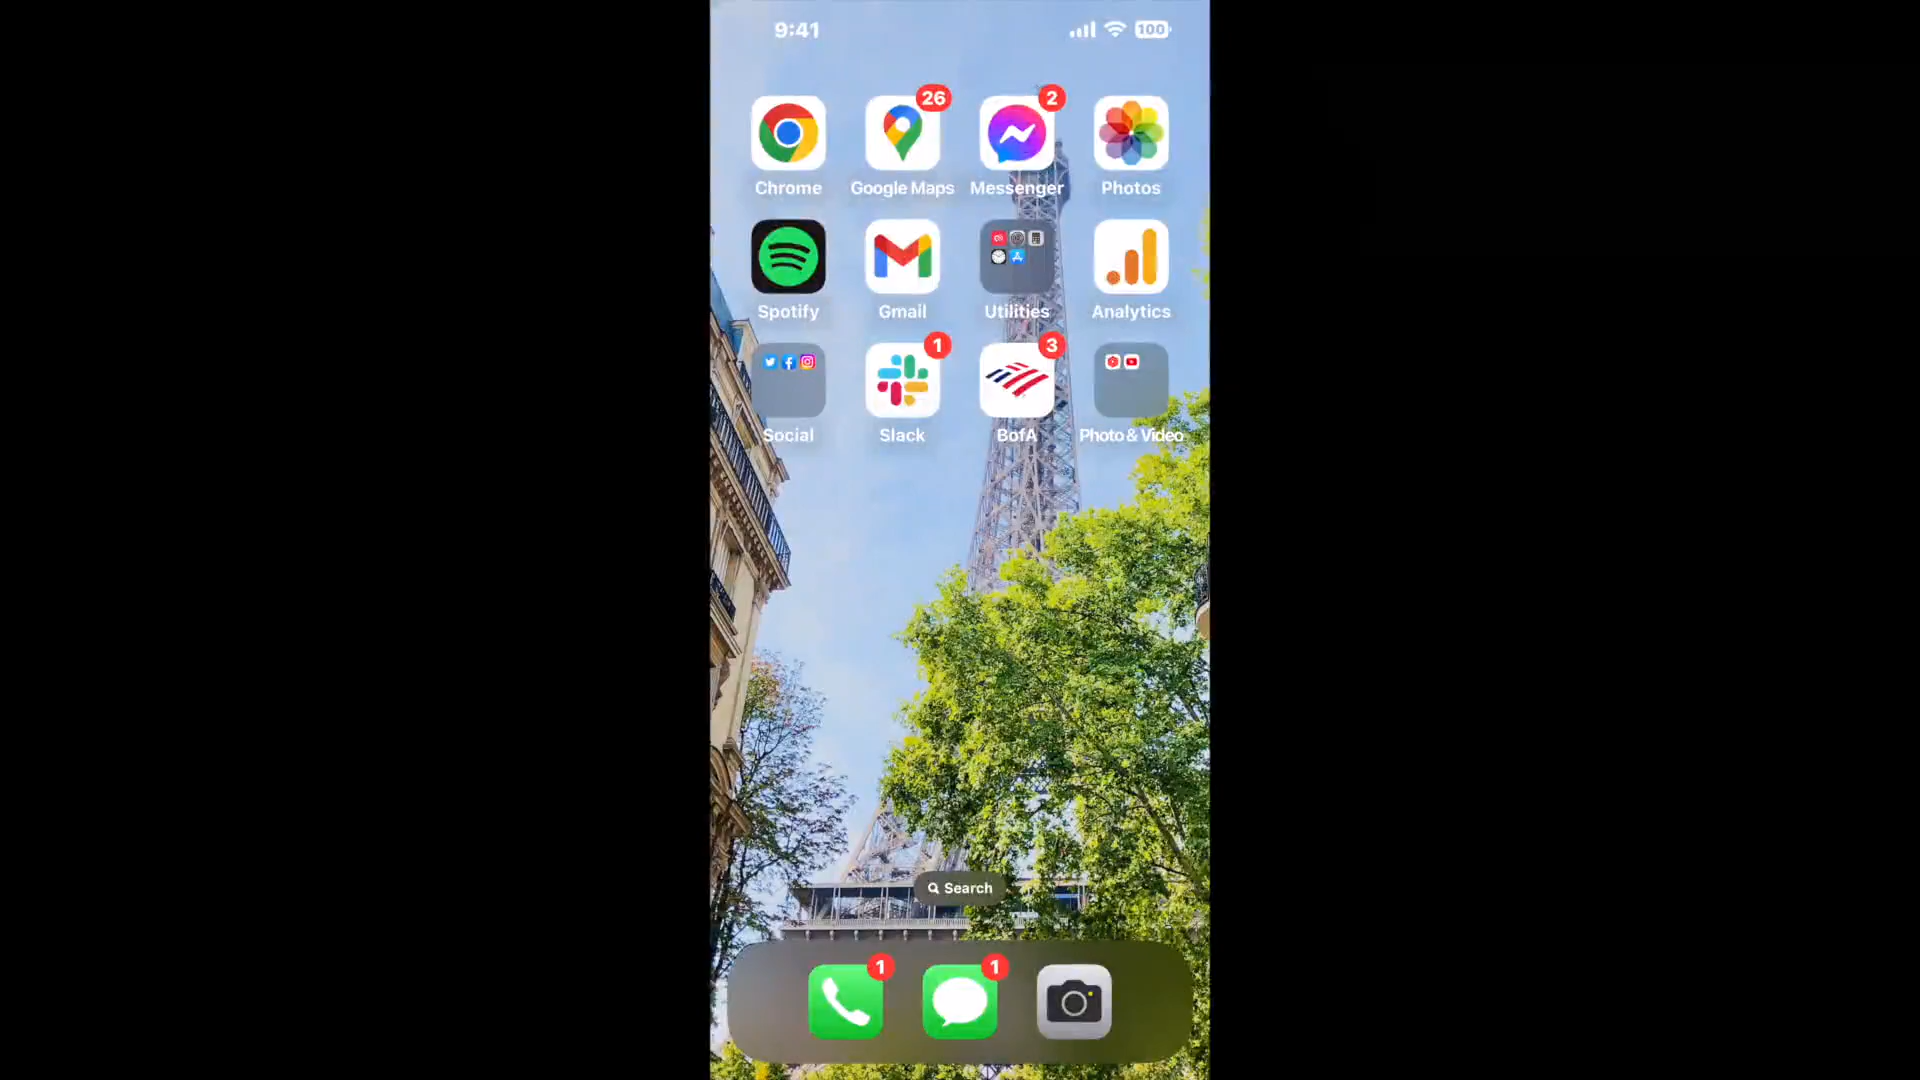 9:41
100
26
2
Chrome
Google Maps
Messenger
Photos
Spotify
Gmail
Utilities
Analytics
1
3
Social
Slack
BofA
Photo & Video
Search
1
1